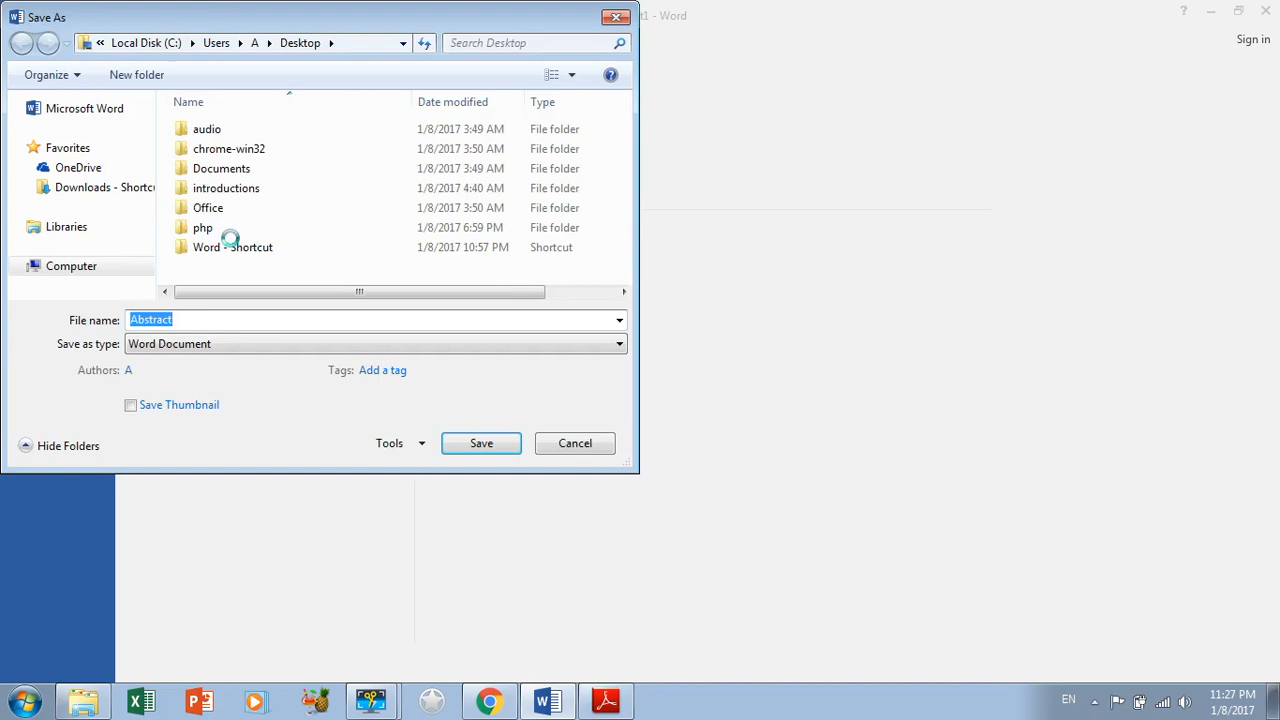 Save As
t1 - Word
« Local Disk (C:) Users A Desktop
Search Desktop
Sign in
Organize
New folder
Name
Date modified
Type
Microsoft Word
Favorites
OneDrive
Downloads - Shortcu
Libraries
Computer
audio 1/8/2017 3:49 AM File folder
chrome-win32 1/8/2017 3:50 AM File folder
Documents 1/8/2017 3:49 AM File folder
introductions 1/8/2017 4:40 AM File folder
Office 1/8/2017 3:50 AM File folder
php 1/8/2017 6:59 PM File folder
Word - Shortcut 1/8/2017 10:57 PM Shortcut
File name: Abstract
Save as type: Word Document
Authors: A
Tags: Add a tag
Save Thumbnail
Hide Folders
Tools
Save
Cancel
EN
11:27 PM
1/8/2017